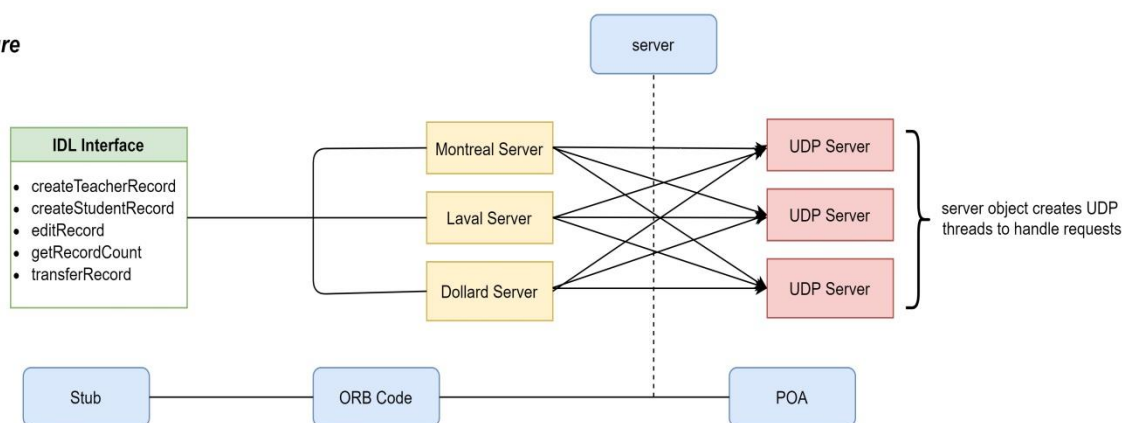 server
IDL Interface
createTeacherRecord
createStudentRecord
editRecord
getRecordCount
transferRecord
Montreal Server
Laval Server
Dollard Server
UDP Server
UDP Server
UDP Server
server object creates UDP
threads to handle requests
Stub
ORB Code
POA